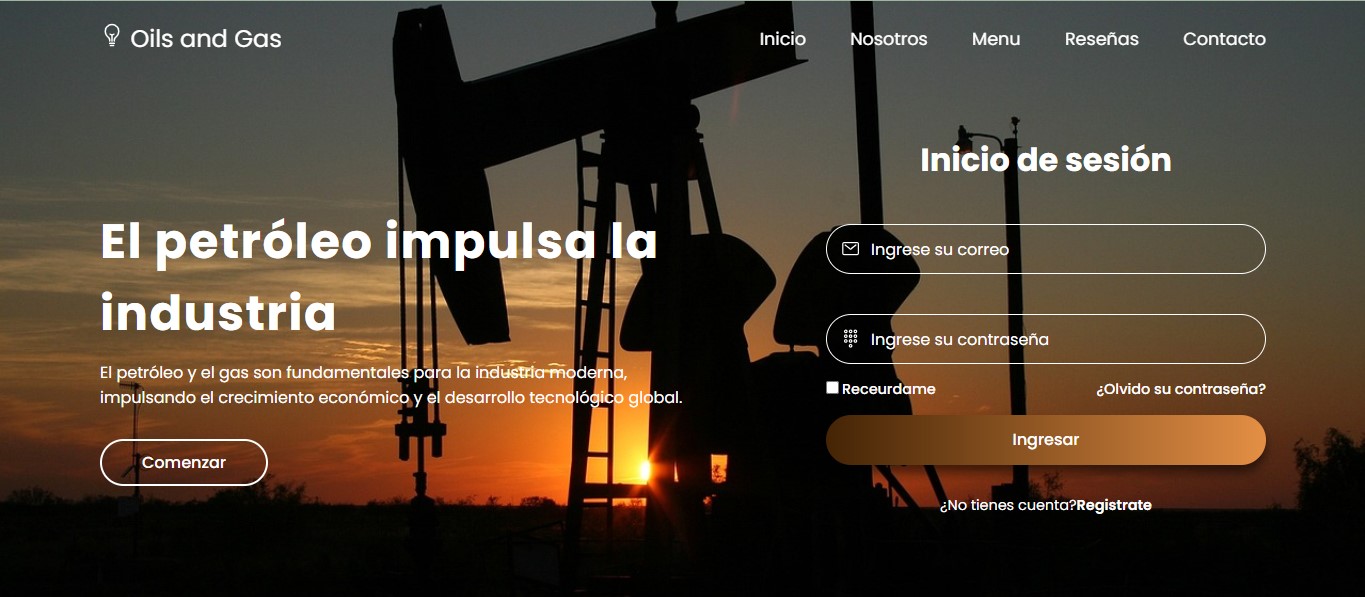 Oils and Gas
Inicio Nosotros Menu Reseñas Contacto
El petróleo impulsa la
industria
El petróleo y el gas son fundamentales para la industria moderna,
impulsando el crecimiento económico y el desarrollo tecnológico global.
Comenzar
Inicio de sesión
Ingrese su correo
Ingrese su contraseña
Receurdame ¿Olvido su contraseña?
Ingresar
¿No tienes cuenta?Registrate